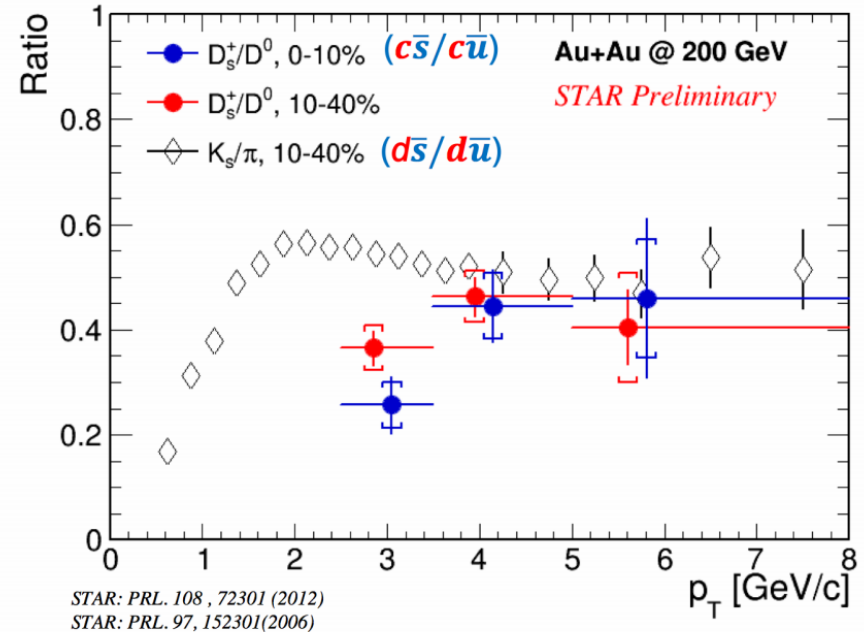 Ratio
1
0.8
0.6
0.4
0.2
0
D_s^+/D^0, 0-10% (cs̅/cu̅)
D_s^+/D^0, 10-40%
K_s/π, 10-40% (ds̅/du̅)
Au+Au @ 200 GeV
STAR Preliminary
0 1 2 3 4 5 6 7 8
p_T [GeV/c]
STAR: PRL. 108 , 72301 (2012)
STAR: PRL. 97, 152301(2006)